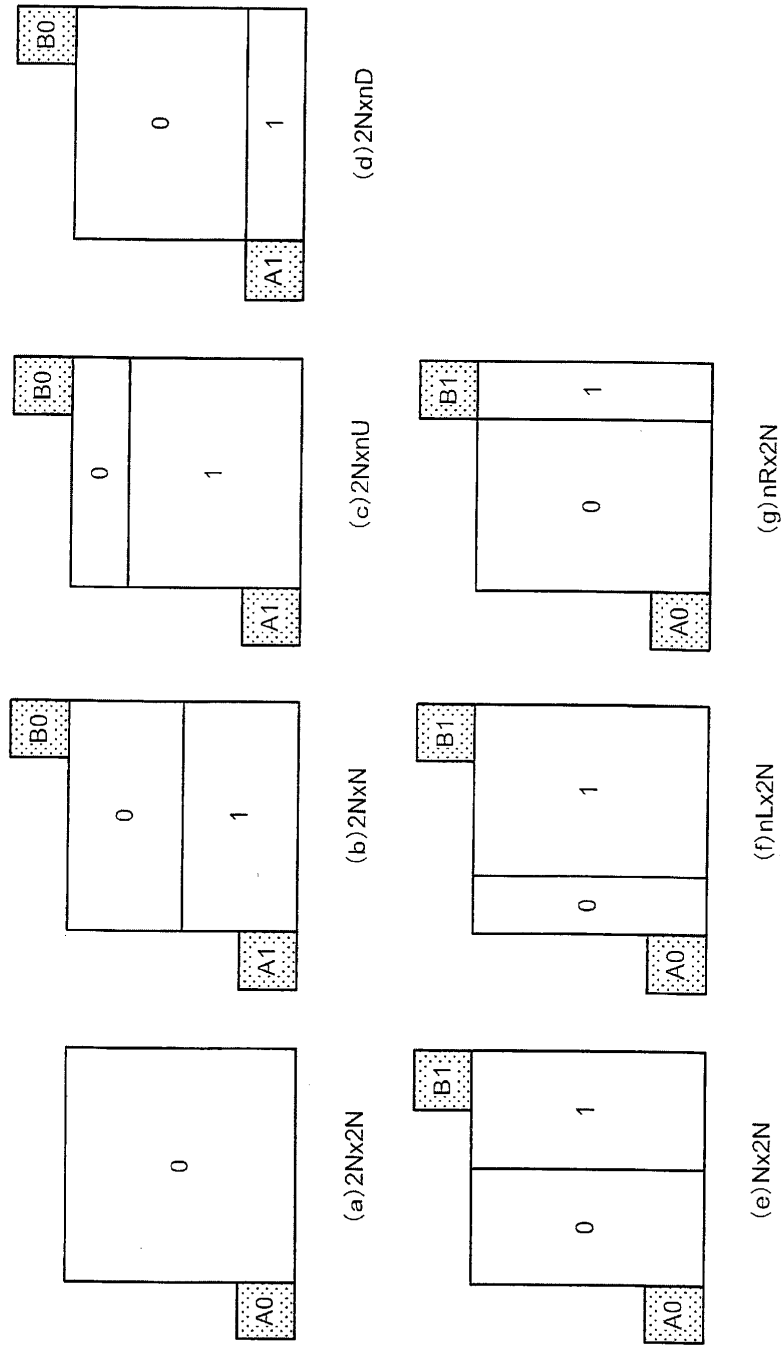 0
A0
(a)2Nx2N
B0
0
1
A1
(b)2NxN
B0
0
1
A1
(c)2NxnU
B0
0
1
A1
(d)2NxnD
B1
0
1
A0
(e)Nx2N
B1
0
1
A0
(f)nLx2N
B1
0
1
A0
(g)nRx2N